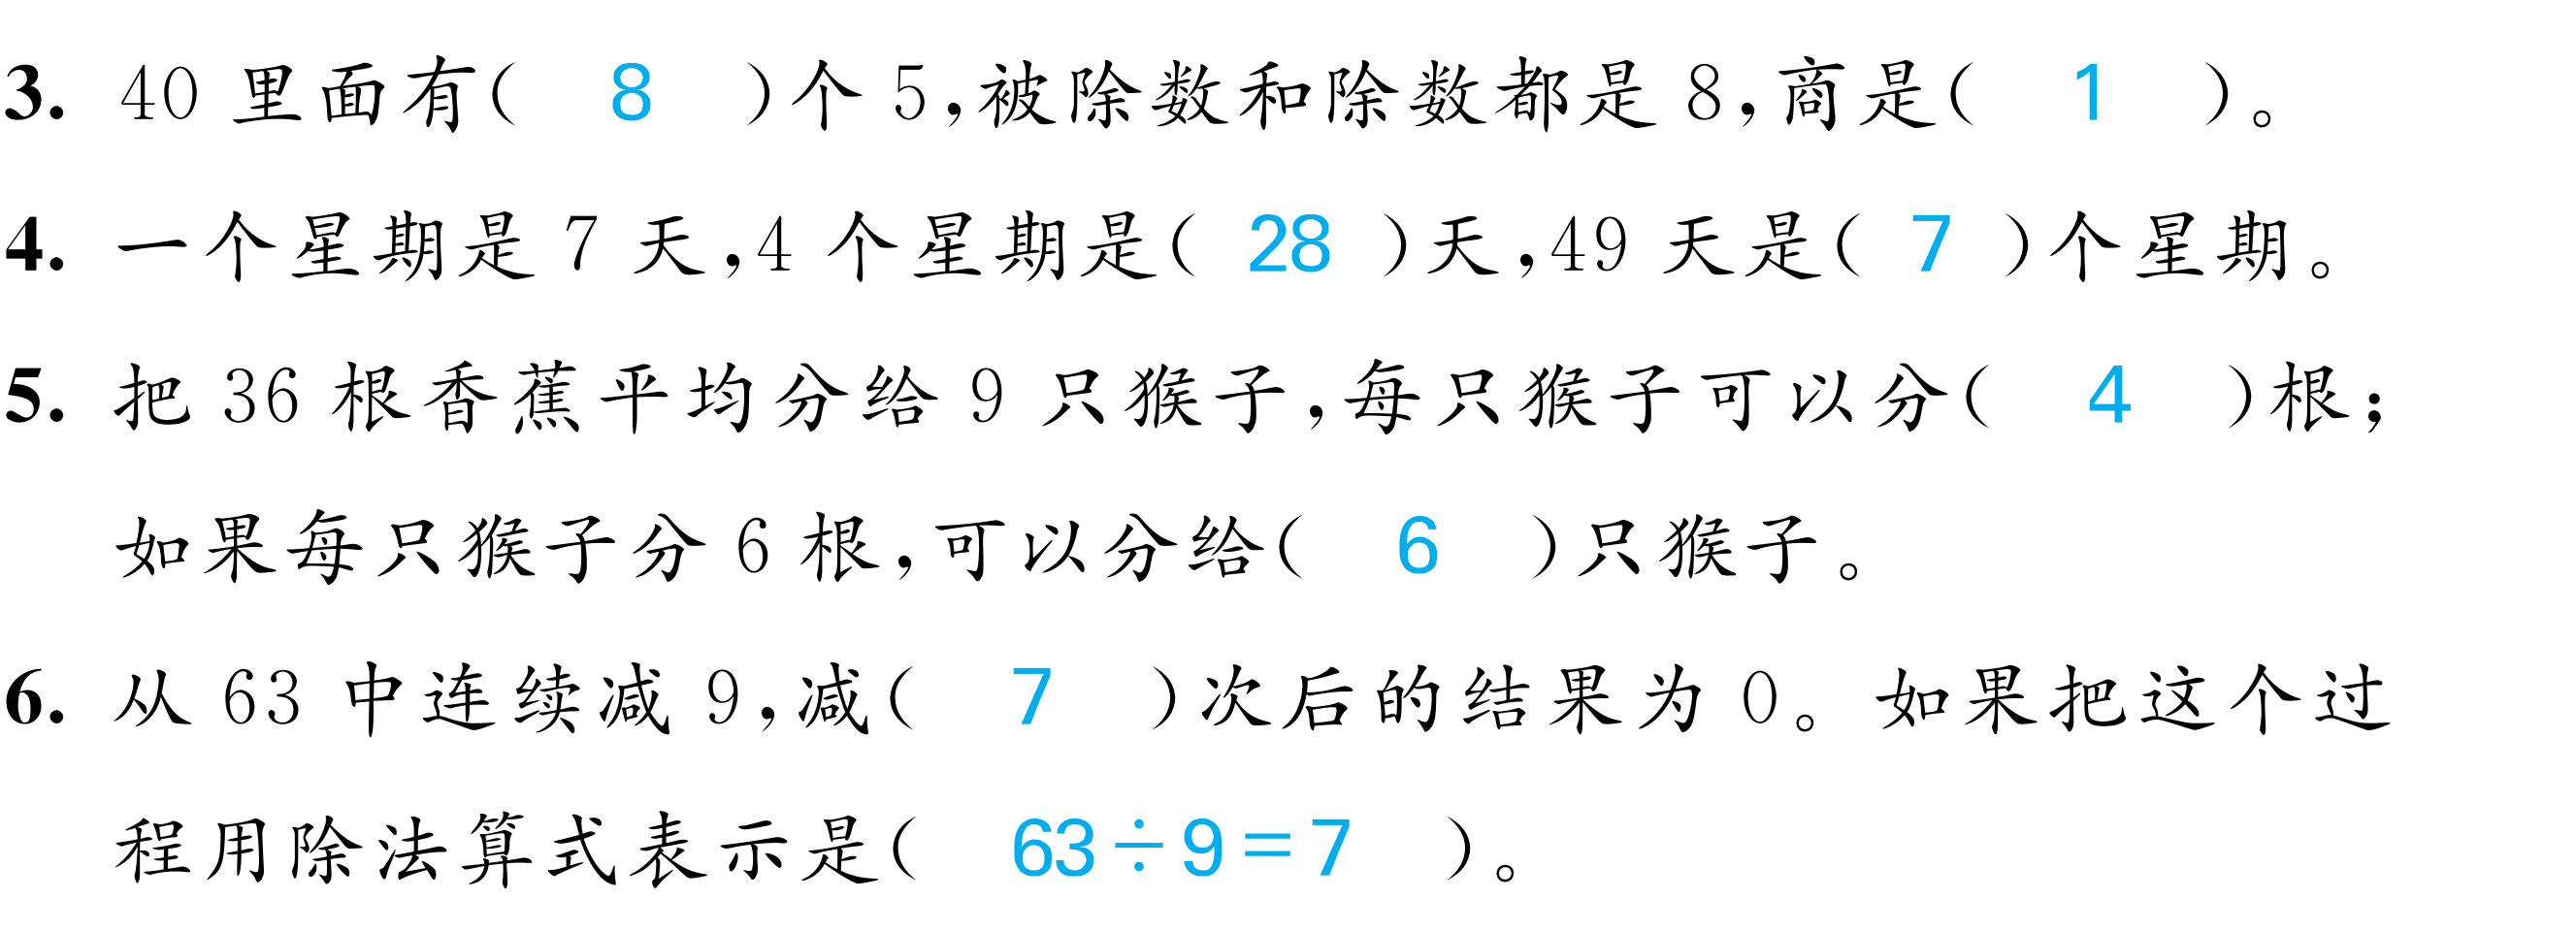 3. 40 里面有( 8 )个 5,被除数和除数都是 8,商是( 1 )。
4. 一个星期是 7 天,4 个星期是( 28 )天,49 天是( 7 )个星期。
5. 把 36 根香蕉平均分给 9 只猴子,每只猴子可以分( 4 )根;
如果每只猴子分 6 根,可以分给( 6 )只猴子。
6. 从 63 中连续减 9,减( 7 )次后的结果为 0。如果把这个过
程用除法算式表示是( 63÷9=7 )。